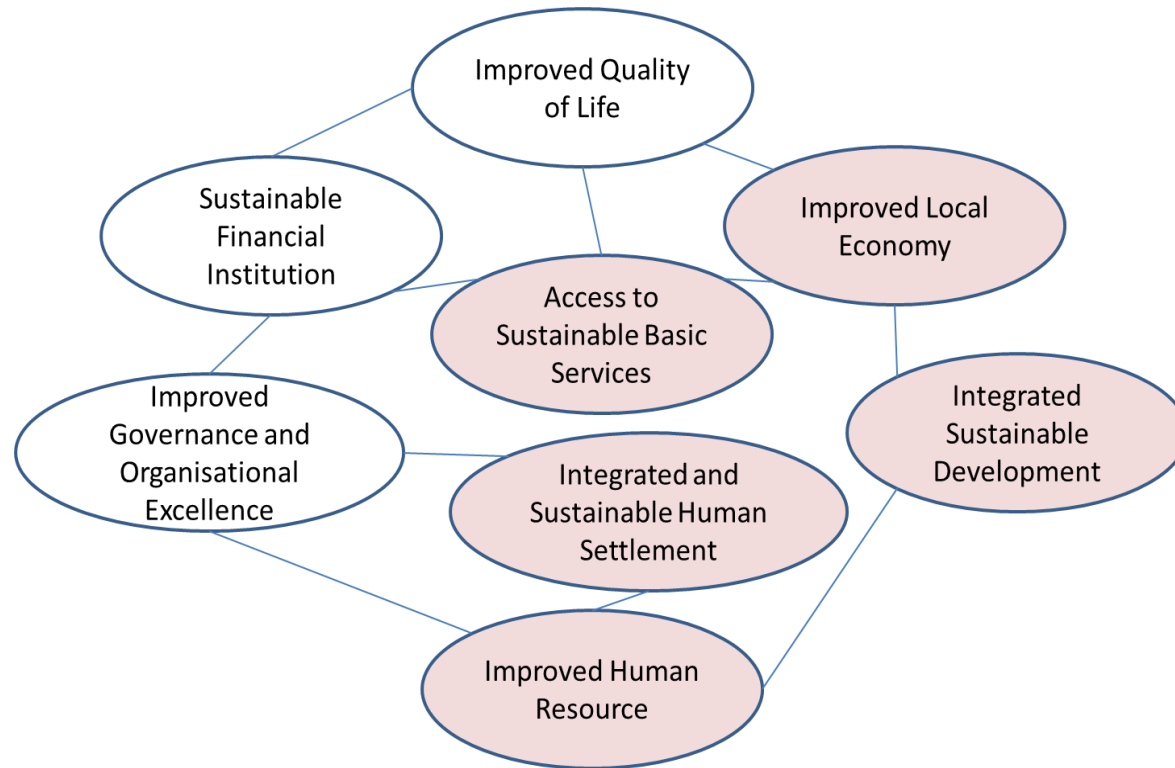 Improved Quality
of Life
Sustainable
Financial
Institution
Improved Local
Economy
Access to
Sustainable Basic
Services
Improved
Governance and
Organisational
Excellence
Integrated
Sustainable
Development
Integrated and
Sustainable Human
Settlement
Improved Human
Resource